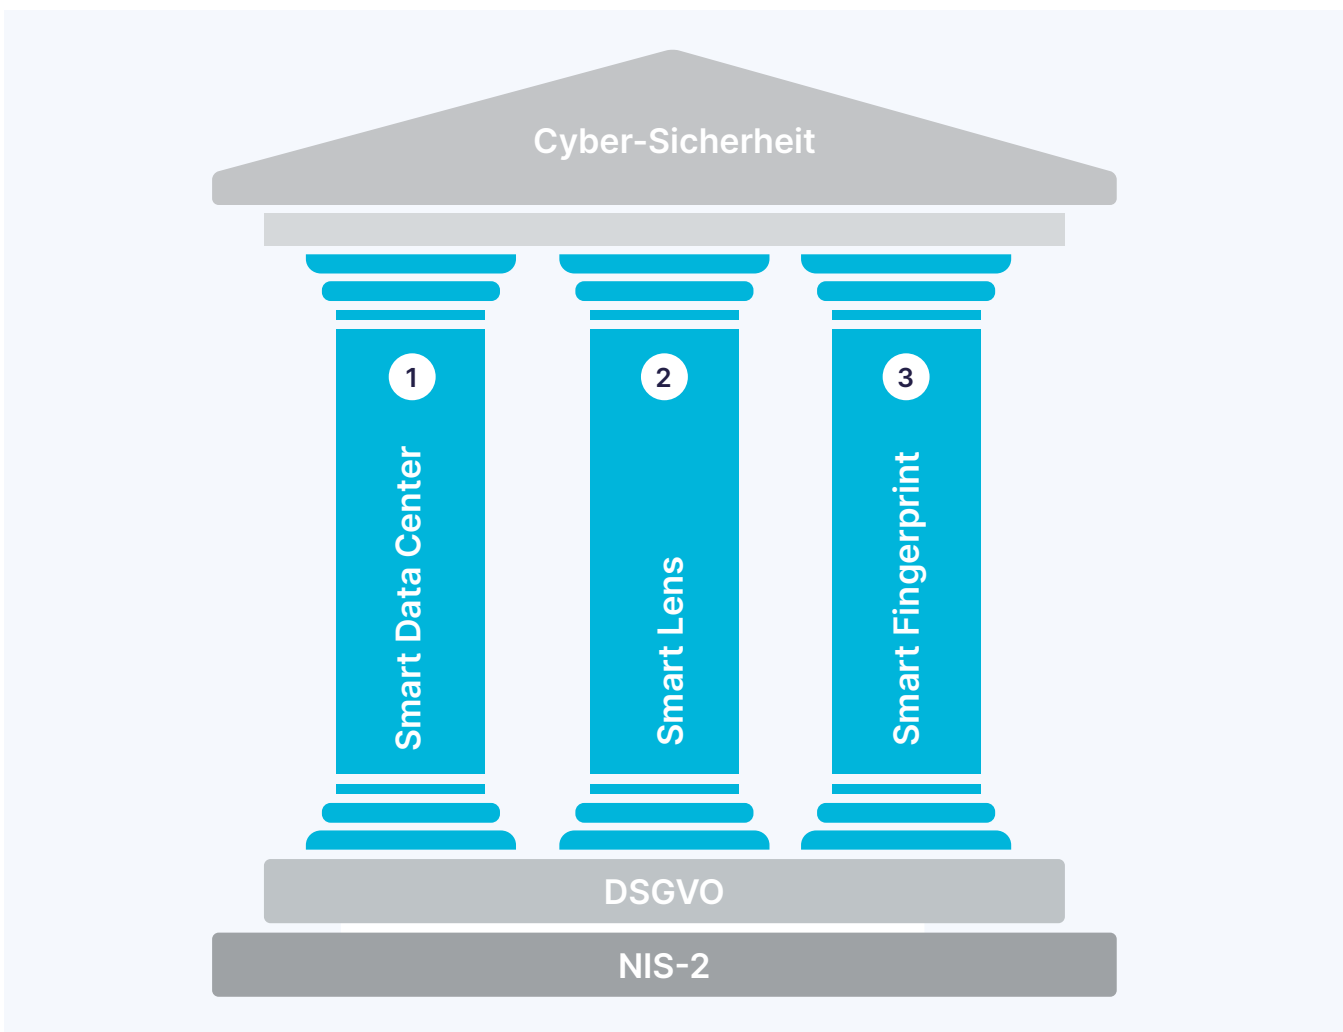 Cyber-Sicherheit
1
Smart Data Center
2
Smart Lens
3
Smart Fingerprint
DSGVO
NIS-2